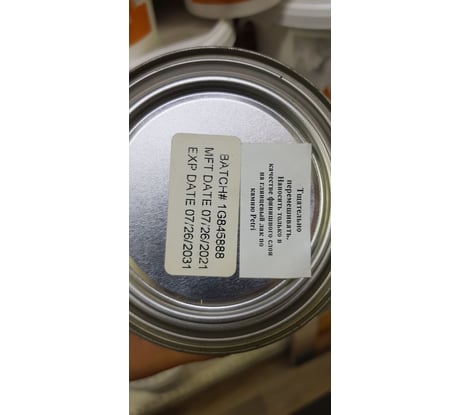 Тщательно
перемешивать.
Наносить только в
качестве финишного слоя
на глянцевый лак по
камню Petri
BATCH# 1G845888
MFT DATE 07/26/2021
EXP DATE 07/26/2031